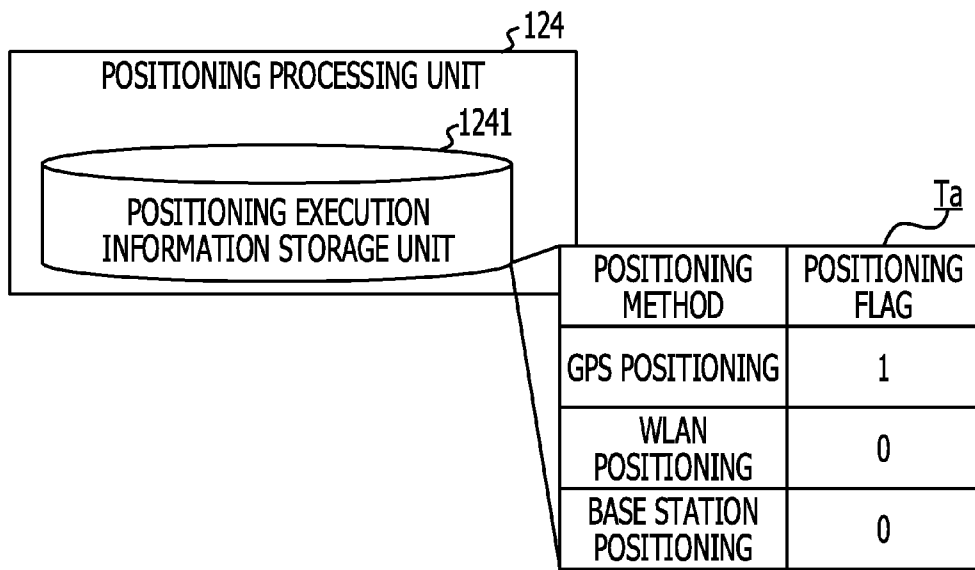 124
POSITIONING PROCESSING UNIT
1241
POSITIONING EXECUTION
INFORMATION STORAGE UNIT
Ta
POSITIONING METHOD
POSITIONING FLAG
GPS POSITIONING
1
WLAN POSITIONING
0
BASE STATION POSITIONING
0